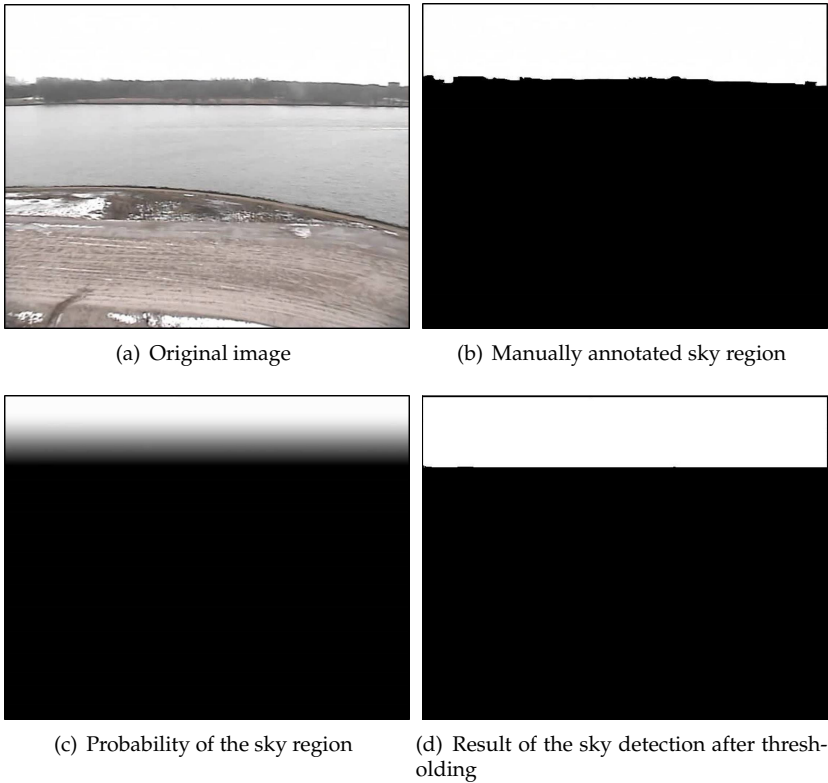 (a) Original image
(b) Manually annotated sky region
(c) Probability of the sky region
(d) Result of the sky detection after thresh-
olding